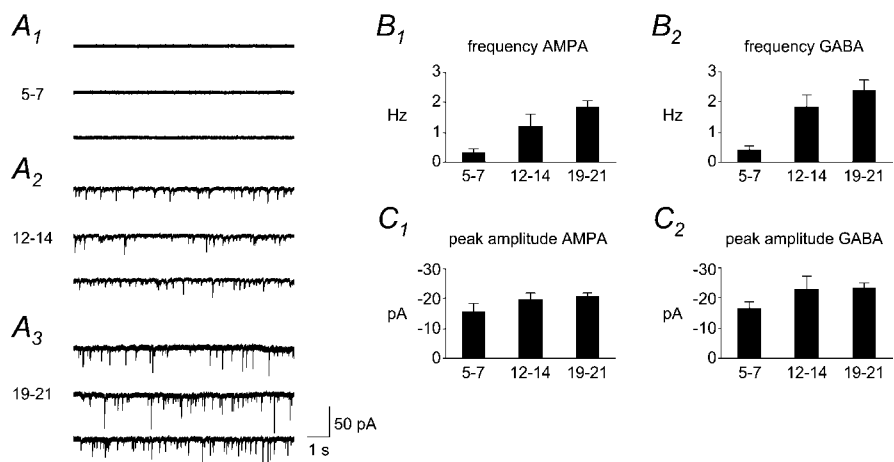 A1
5-7
A2
12-14
A3
19-21
50 pA
1 s
B1
frequency AMPA
3
2
Hz
1
0
5-7 12-14 19-21
B2
frequency GABA
3
2
Hz
1
0
5-7 12-14 19-21
C1
peak amplitude AMPA
-30
-20
pA
-10
0
5-7 12-14 19-21
C2
peak amplitude GABA
-30
-20
pA
-10
0
5-7 12-14 19-21